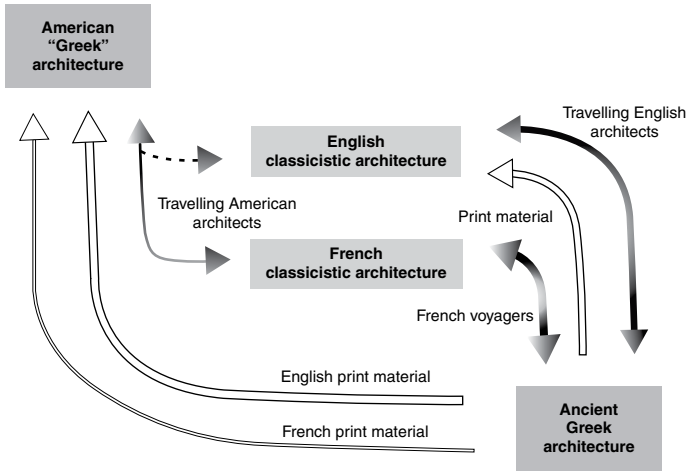 American
“Greek”
architecture
Travelling English
architects
English
classicistic architecture
Travelling American
architects
Print material
French
classicistic architecture
French voyagers
English print material
French print material
Ancient
Greek
architecture